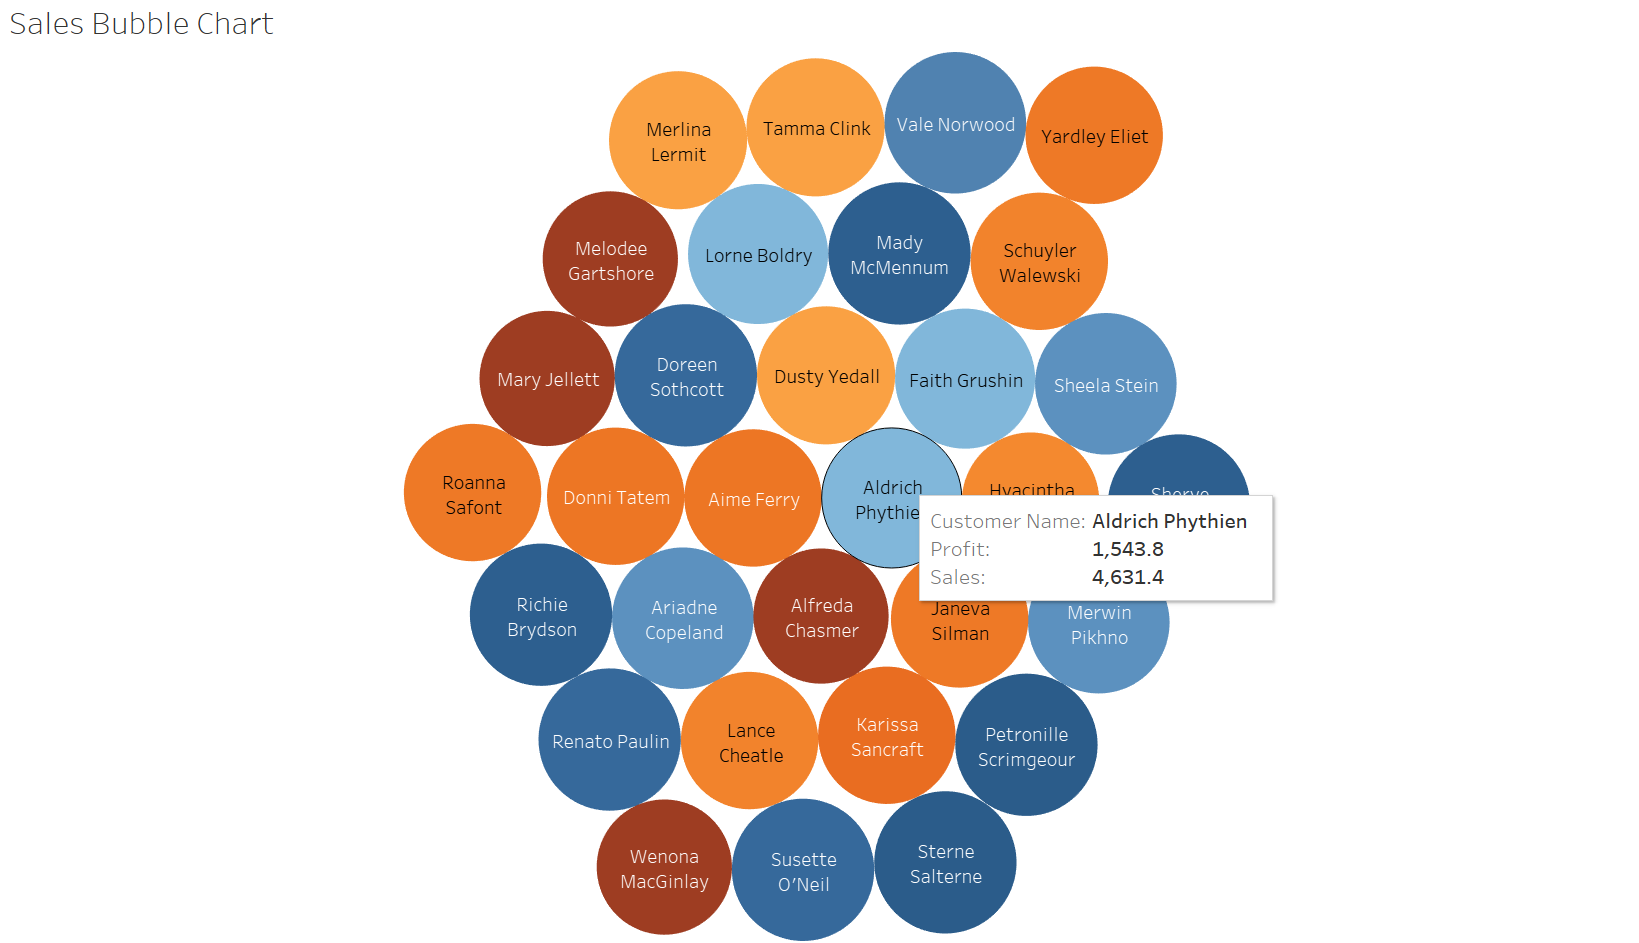 Sales Bubble Chart
Merlina
Lermit
Tamma Clink
Vale Norwood
Yardley Eliet
Melodee
Gartshore
Lorne Boldry
Mady
McMennum
Schuyler
Walewski
Mary Jellett
Doreen
Sothcott
Dusty Yedall
Faith Grushin
Sheela Stein
Roanna
Safont
Donni Tatem
Aime Ferry
Aldrich
Phythie
Hyacintha
Customer Name: Aldrich Phythien
Profit: 1,543.8
Sales: 4,631.4
Richie
Brydson
Ariadne
Copeland
Alfreda
Chasmer
Janeva
Silman
Merwin
Pikhno
Renato Paulin
Lance
Cheatle
Karissa
Sancraft
Petronille
Scrimgeour
Wenona
MacGinlay
Susette
O’Neil
Sterne
Salterne